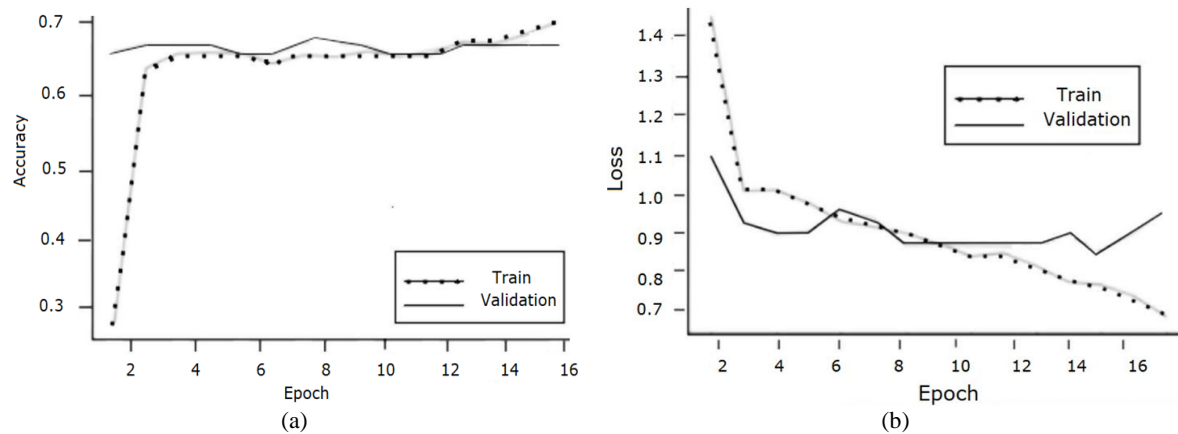 0.7
0.6
0.5
0.4
0.3
Accuracy
Train
Validation
2 4 6 8 10 12 14 16
Epoch
(a)
1.4
1.3
1.2
1.1
1.0
0.9
0.8
0.7
Loss
Train
Validation
2 4 6 8 10 12 14 16
Epoch
(b)